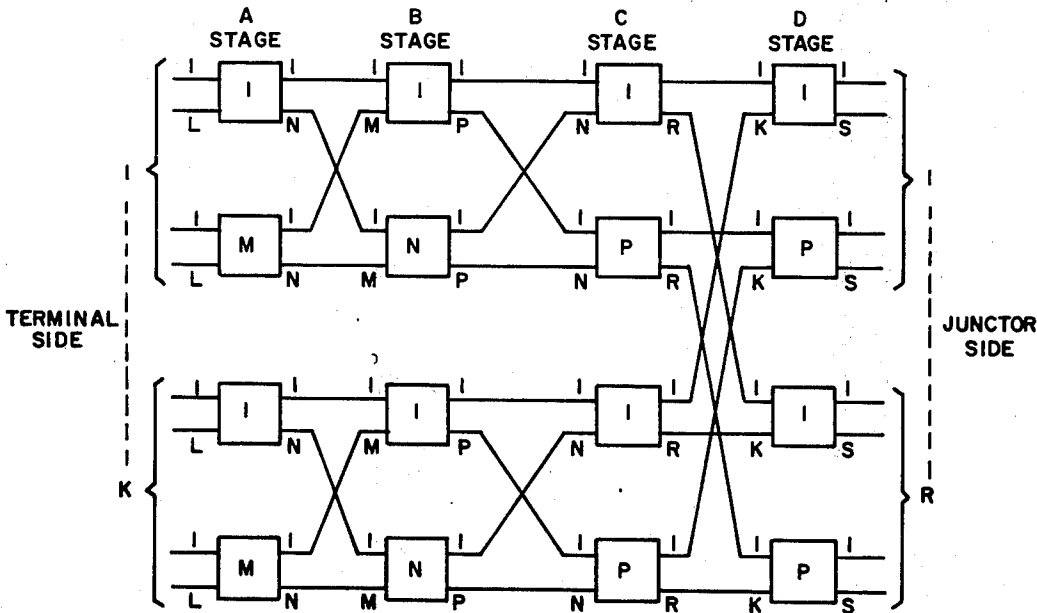 A B C D
STAGE STAGE STAGE STAGE
I I I I I I I I
I I I I
L N M P N R K S
I I
I I I I I I I I
M N P P
L N M P N R K S
TERMINAL
SIDE
JUNCTOR
SIDE
I I I I I I I I
I I I I
L N M P N R K S
K R
I I I I I I I I
M N P P
L N M P N R K S